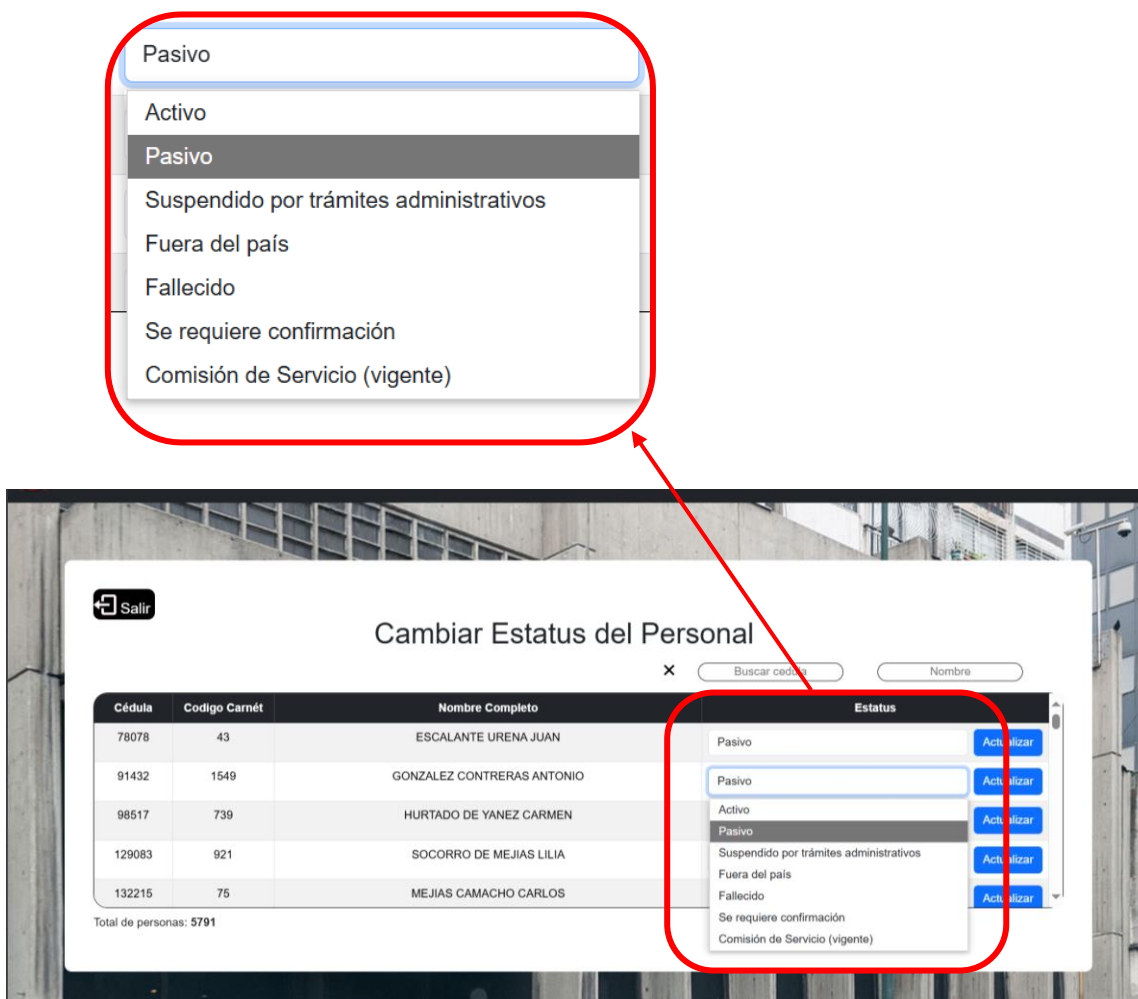 Pasivo
Activo
Pasivo
Suspendido por trámites administrativos
Fuera del país
Fallecido
Se requiere confirmación
Comisión de Servicio (vigente)
Salir
Cambiar Estatus del Personal
× Buscar cedula Nombre
Cédula Codigo Carnét Nombre Completo Estatus
78078 43 ESCALANTE URENA JUAN Pasivo Actualizar
91432 1549 GONZALEZ CONTRERAS ANTONIO Pasivo Actualizar
98517 739 HURTADO DE YANEZ CARMEN Actualizar
129083 921 SOCORRO DE MEJIAS LILIA Actualizar
132215 75 MEJIAS CAMACHO CARLOS Actualizar
Activo
Pasivo
Suspendido por trámites administrativos
Fuera del país
Fallecido
Se requiere confirmación
Comisión de Servicio (vigente)
Total de personas: 5791